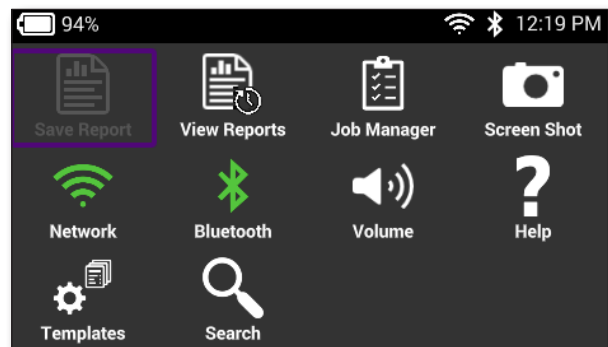 94% 12:19 PM
Save Report View Reports Job Manager Screen Shot
Network Bluetooth Volume Help
Templates Search